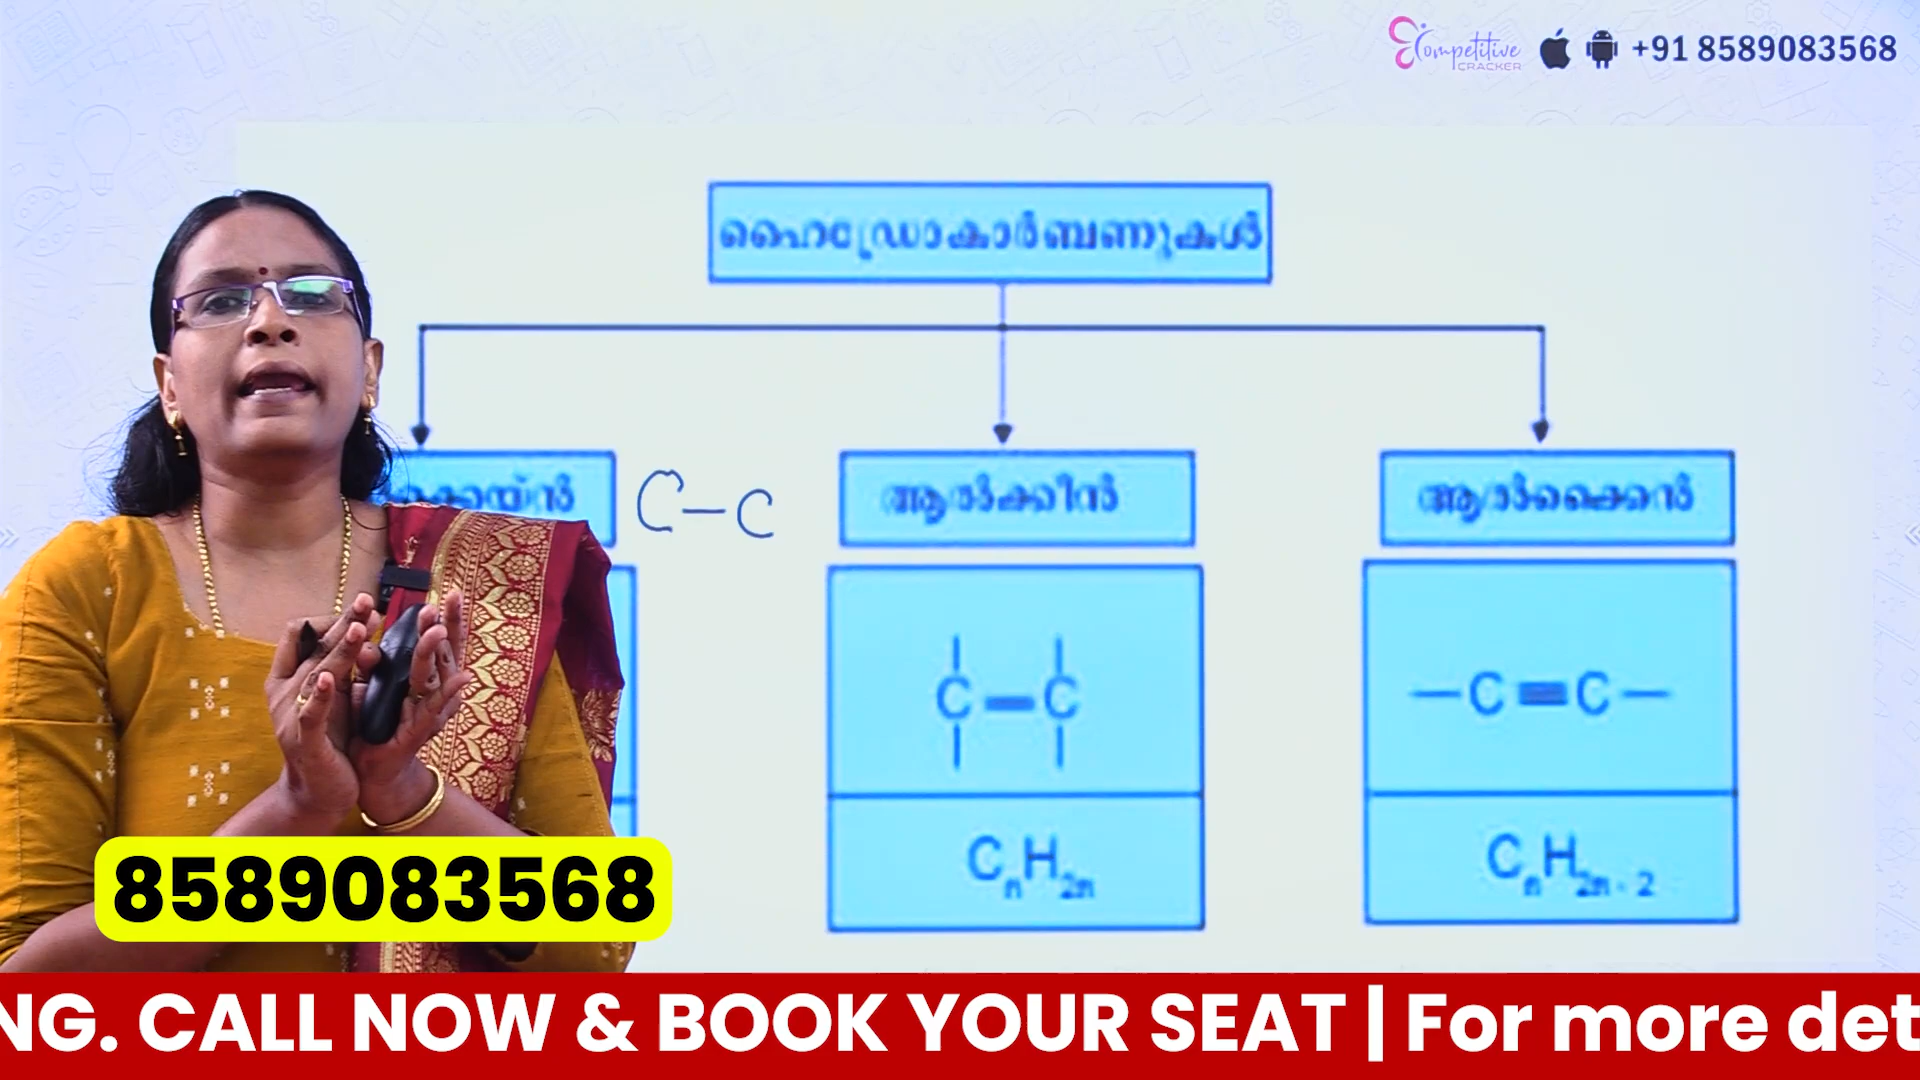 Competitive
CRACKER
+91 8589083568
ഹൈഡ്രോകാർബണുകൾ
C-C
ആൽക്കീൻ
ആൽക്കൈൻ
C=C
—C≡C—
CₙH₂ₙ
CₙH₂ₙ₋₂
8589083568
NG. CALL NOW & BOOK YOUR SEAT | For more det